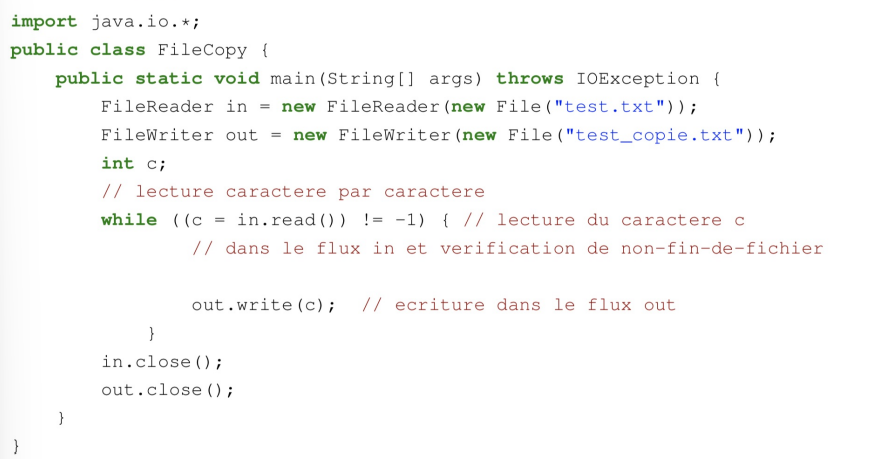 import java.io.*;
public class FileCopy {
    public static void main(String[] args) throws IOException {
        FileReader in = new FileReader(new File("test.txt"));
        FileWriter out = new FileWriter(new File("test_copie.txt"));
        int c;
        // lecture caractere par caractere
        while ((c = in.read()) != -1) { // lecture du caractere c
                // dans le flux in et verification de non-fin-de-fichier
                out.write(c);  // ecriture dans le flux out
            }
        in.close();
        out.close();
    }
}